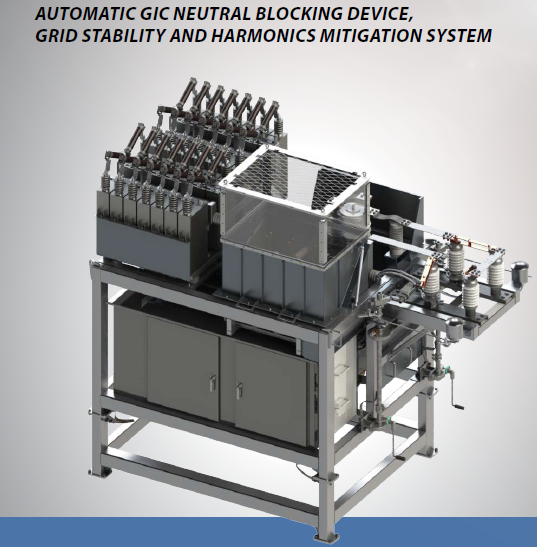 AUTOMATIC GIC NEUTRAL BLOCKING DEVICE,
GRID STABILITY AND HARMONICS MITIGATION SYSTEM